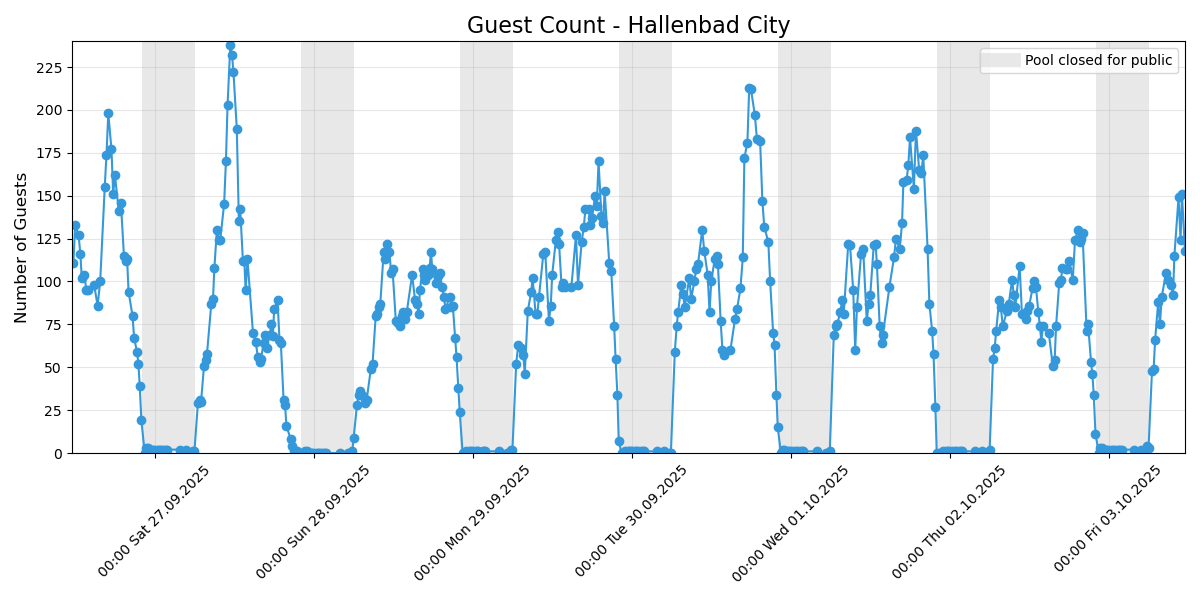 Guest Count - Hallenbad City
Pool closed for public
Number of Guests
225
200
175
150
125
100
75
50
25
0
00:00 Sat 27.09.2025
00:00 Sun 28.09.2025
00:00 Mon 29.09.2025
00:00 Tue 30.09.2025
00:00 Wed 01.10.2025
00:00 Thu 02.10.2025
00:00 Fri 03.10.2025